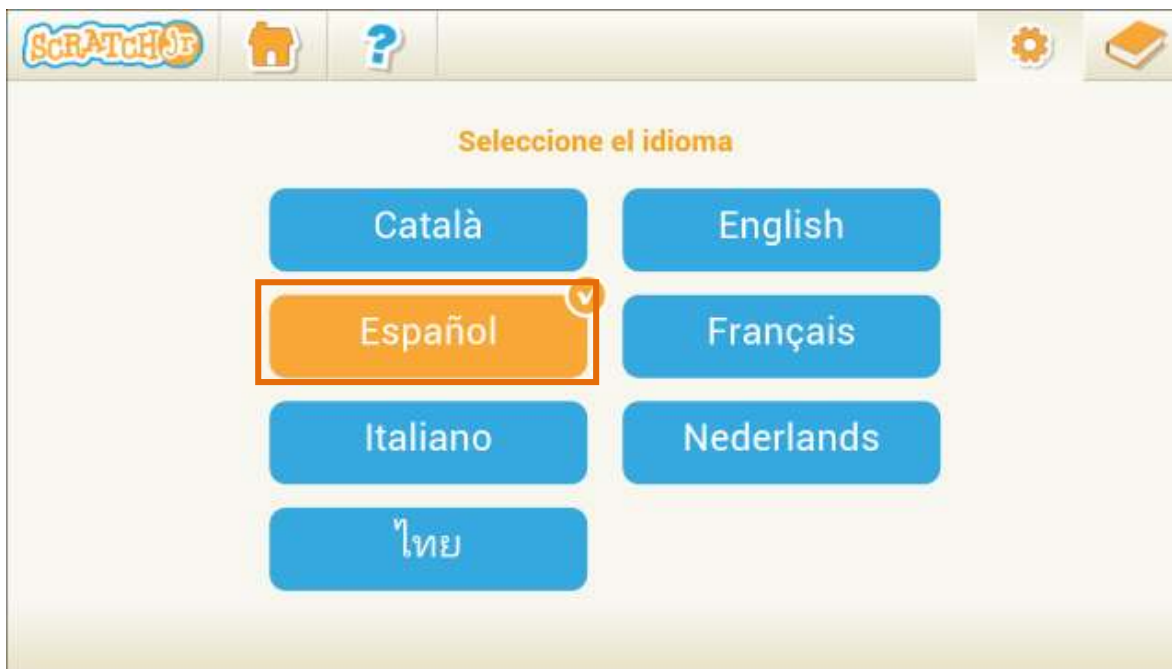 SCRATCHJr
?
Seleccione el idioma
Català
English
Español
Français
Italiano
Nederlands
ไทย